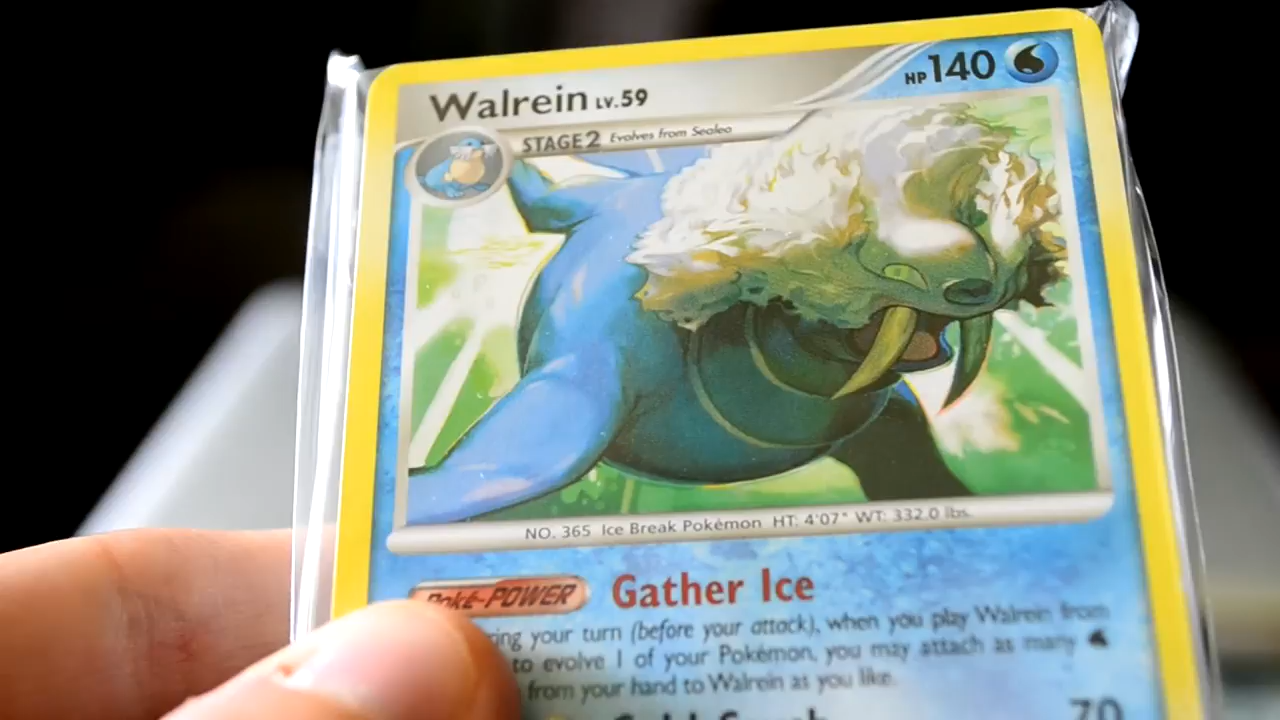 Walrein LV.59
HP 140
STAGE2 Evolves from Sealeo
NO. 365 Ice Break Pokémon HT: 4'07" WT: 332.0 lbs.
Poké-POWER Gather Ice
ring your turn (before your attack), when you play Walrein from
to evolve 1 of your Pokémon, you may attach as many
from your hand to Walrein as you like.
70